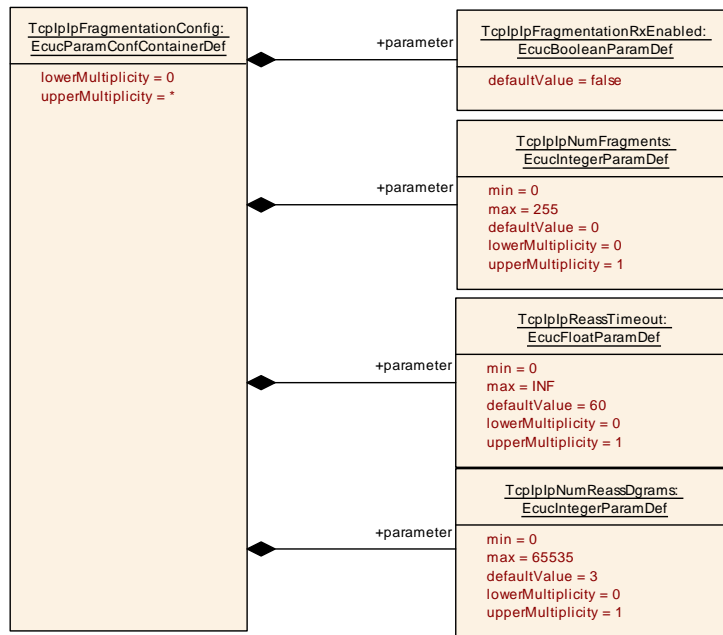 TcpIpIpFragmentationConfig:
EcucParamConfContainerDef
lowerMultiplicity = 0
upperMultiplicity = *
+parameter
TcpIpIpFragmentationRxEnabled:
EcucBooleanParamDef
defaultValue = false
+parameter
TcpIpIpNumFragments:
EcucIntegerParamDef
min = 0
max = 255
defaultValue = 0
lowerMultiplicity = 0
upperMultiplicity = 1
+parameter
TcpIpIpReassTimeout:
EcucFloatParamDef
min = 0
max = INF
defaultValue = 60
lowerMultiplicity = 0
upperMultiplicity = 1
+parameter
TcpIpIpNumReassDgrams:
EcucIntegerParamDef
min = 0
max = 65535
defaultValue = 3
lowerMultiplicity = 0
upperMultiplicity = 1